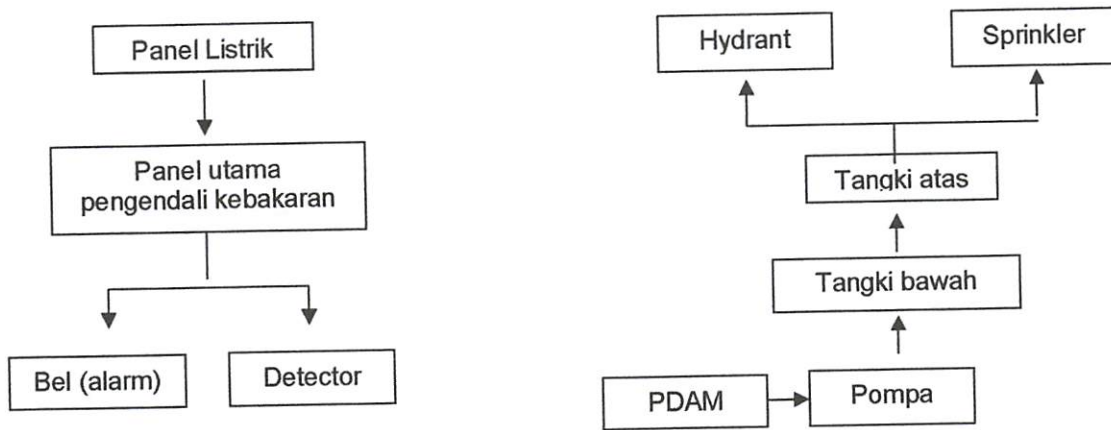 Panel Listrik
Panel utama
pengendali kebakaran
Bel (alarm)
Detector
Hydrant
Sprinkler
Tangki atas
Tangki bawah
PDAM
Pompa